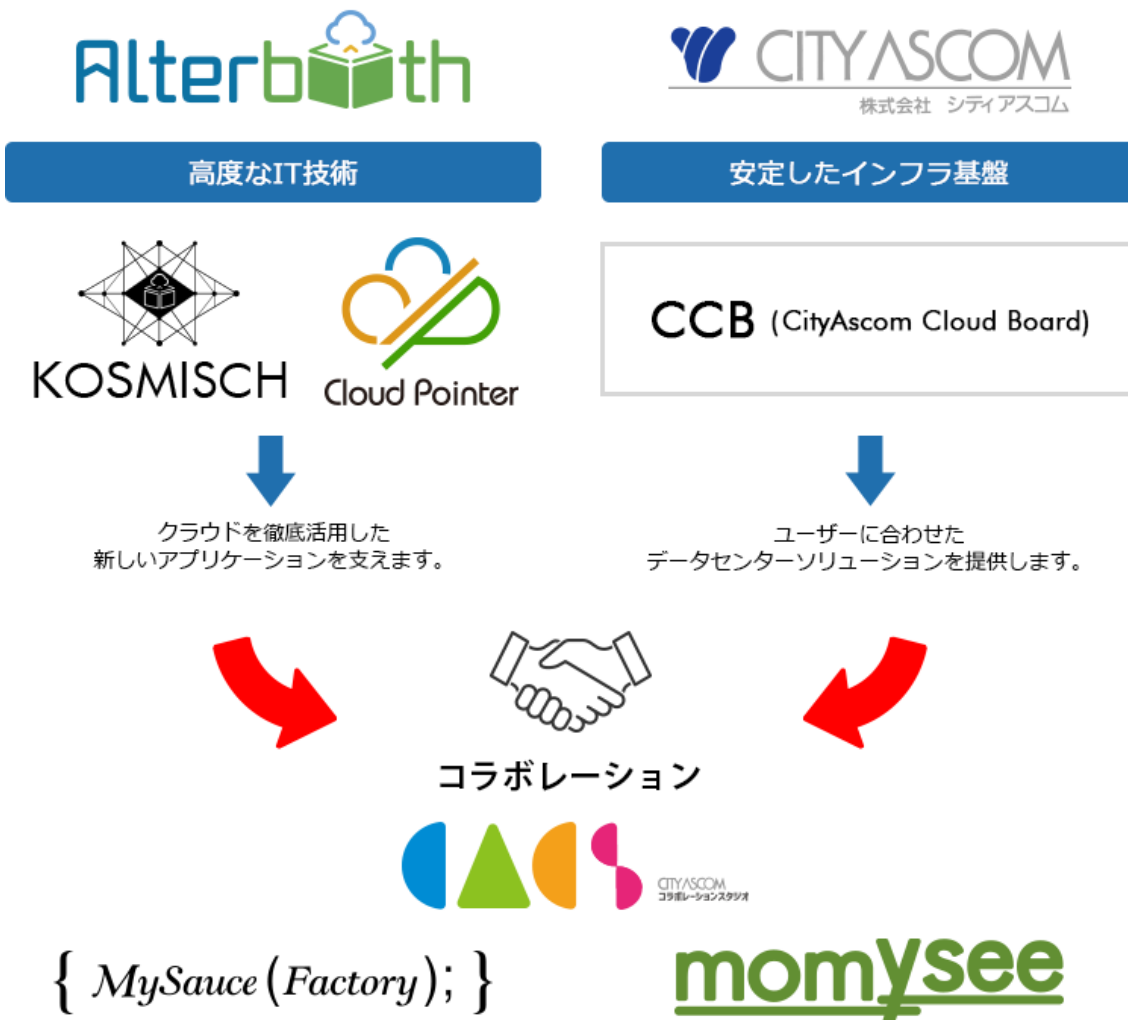 Alterbooth
CITY ASCOM
株式会社 シティアスコム
高度なIT技術
安定したインフラ基盤
KOSMISCH
Cloud Pointer
CCB (CityAscom Cloud Board)
クラウドを徹底活用した
新しいアプリケーションを支えます。
ユーザーに合わせた
データセンターソリューションを提供します。
コラボレーション
CACS
CITY ASCOM
コラボレーションスタジオ
{ MySauce (Factory); }
momysee